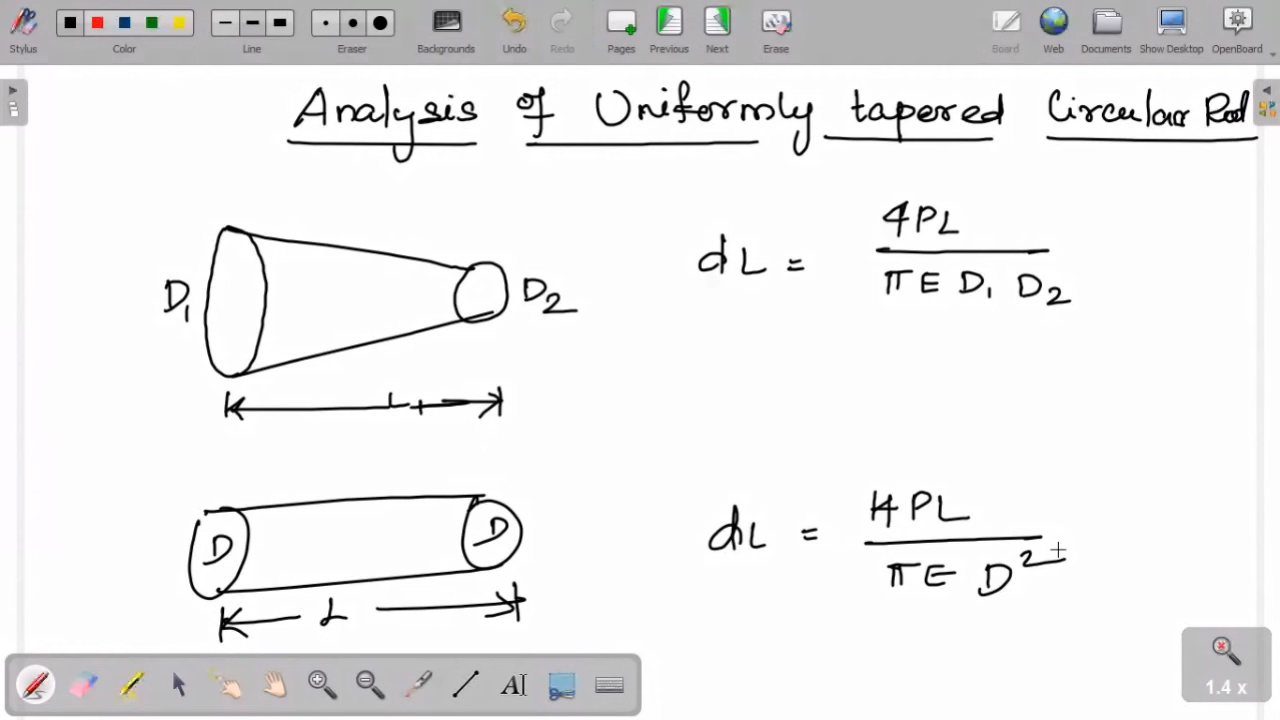 Stylus Color Line Eraser Backgrounds Undo Redo Pages Previous Next Erase Board Web Documents Show Desktop OpenBoard
Analysis of Uniformly tapered Circular Rod
D1 D2
dL = 4PL / πE D1 D2
L
D D
dL = 4PL / πE D²
L
1.4 x